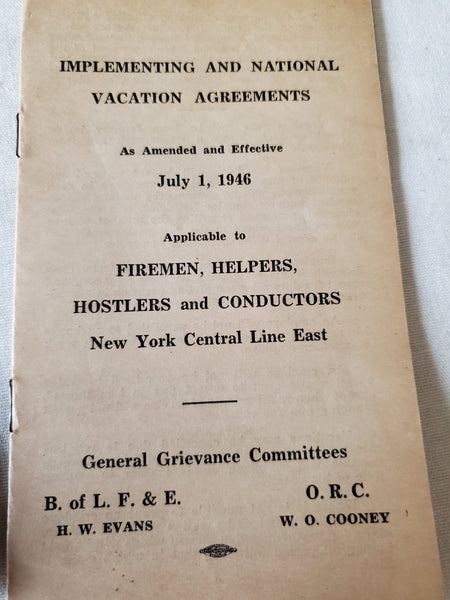 IMPLEMENTING AND NATIONAL
VACATION AGREEMENTS
As Amended and Effective
July 1, 1946
Applicable to
FIREMEN, HELPERS,
HOSTLERS and CONDUCTORS
New York Central Line East
General Grievance Committees
B. of L. F. & E.
H. W. EVANS
O. R. C.
W. O. COONEY